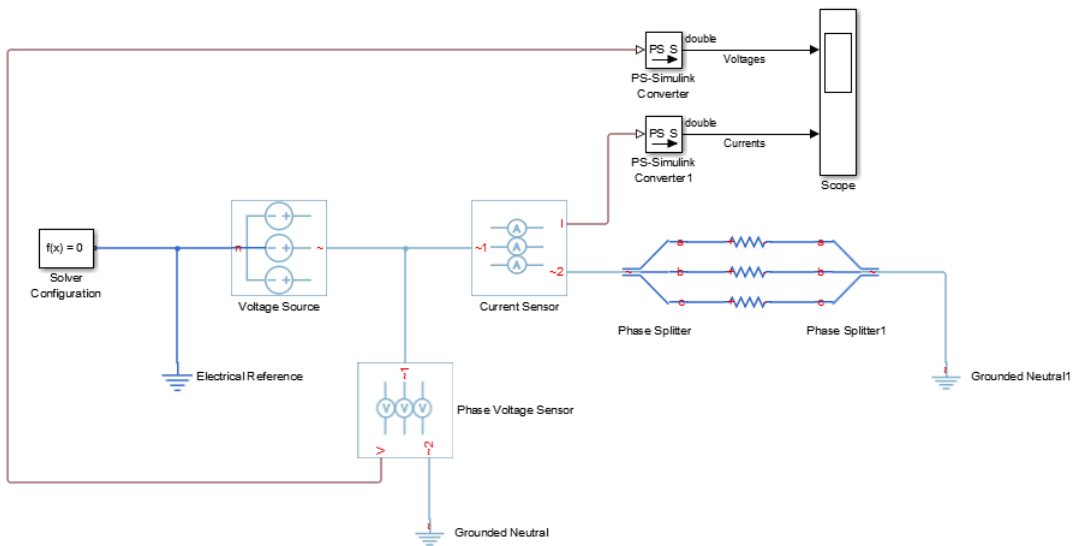 double
PS S
Voltages
PS-Simulink
Converter
double
PS S
Currents
PS-Simulink
Converter1
Scope
f(x) = 0
Solver
Configuration
n
~
Voltage Source
I
~1
A
A
A
~2
Current Sensor
~
a
a
b
b
~
c
c
Phase Splitter
Phase Splitter1
Electrical Reference
~1
V V V
V
~2
Phase Voltage Sensor
~
Grounded Neutral1
~
Grounded Neutral